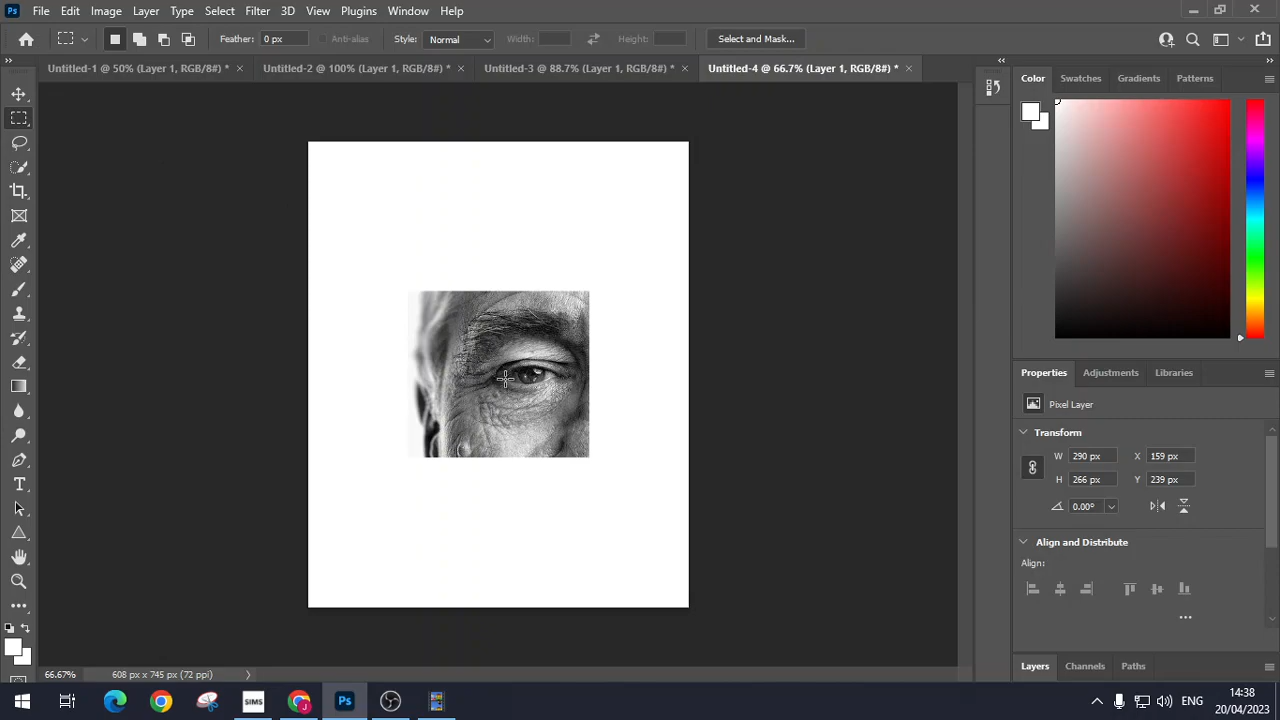 Ps File Edit Image Layer Type Select Filter 3D View Plugins Window Help
Feather: 0 px Anti-alias Style: Normal Width: Height: Select and Mask...
Untitled-1 @ 50% (Layer 1, RGB/8#) * × Untitled-2 @ 100% (Layer 1, RGB/8#) * × Untitled-3 @ 88.7% (Layer 1, RGB/8#) * × Untitled-4 @ 66.7% (Layer 1, RGB/8#) * ×
Color Swatches Gradients Patterns
Properties Adjustments Libraries
Pixel Layer
Transform
W 290 px X 159 px
H 266 px Y 239 px
0.00°
Align and Distribute
Align:
...
Layers Channels Paths
66.67% 608 px x 745 px (72 ppi)
SIMS J Ps ENG
14:38
20/04/2023